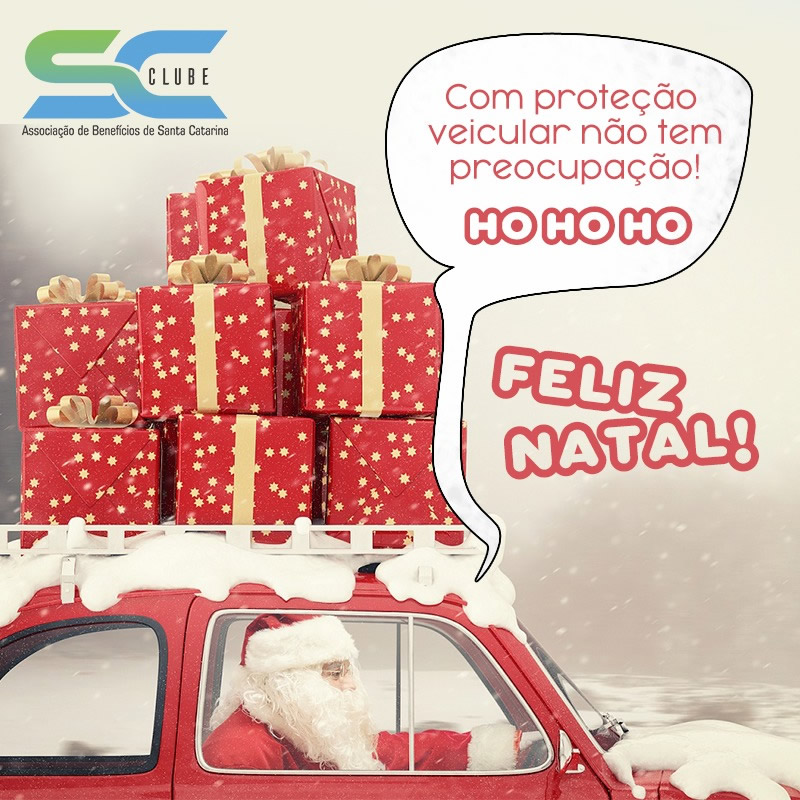 SC CLUBE
Associação de Benefícios de Santa Catarina
Com proteção
veicular não tem
preocupação!
HO HO HO
FELIZ
NATAL!